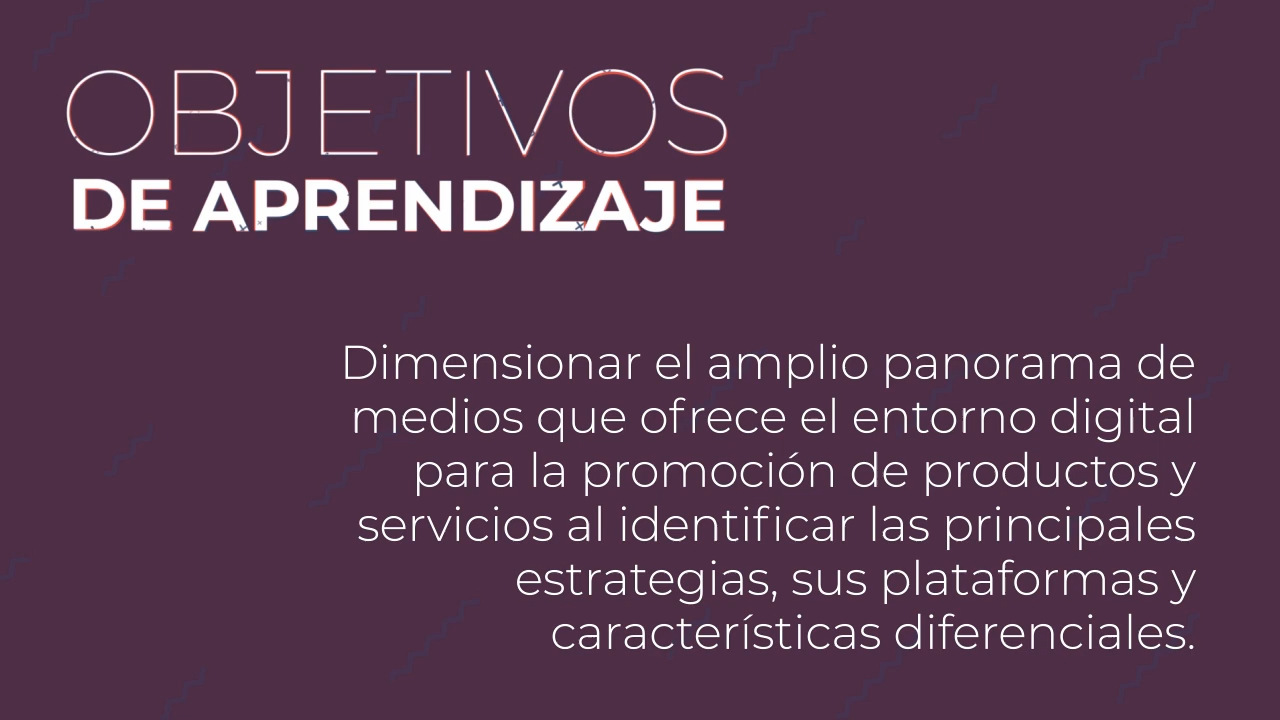 OBJETIVOS
DE APRENDIZAJE
Dimensionar el amplio panorama de
medios que ofrece el entorno digital
para la promoción de productos y
servicios al identificar las principales
estrategias, sus plataformas y
características diferenciales.